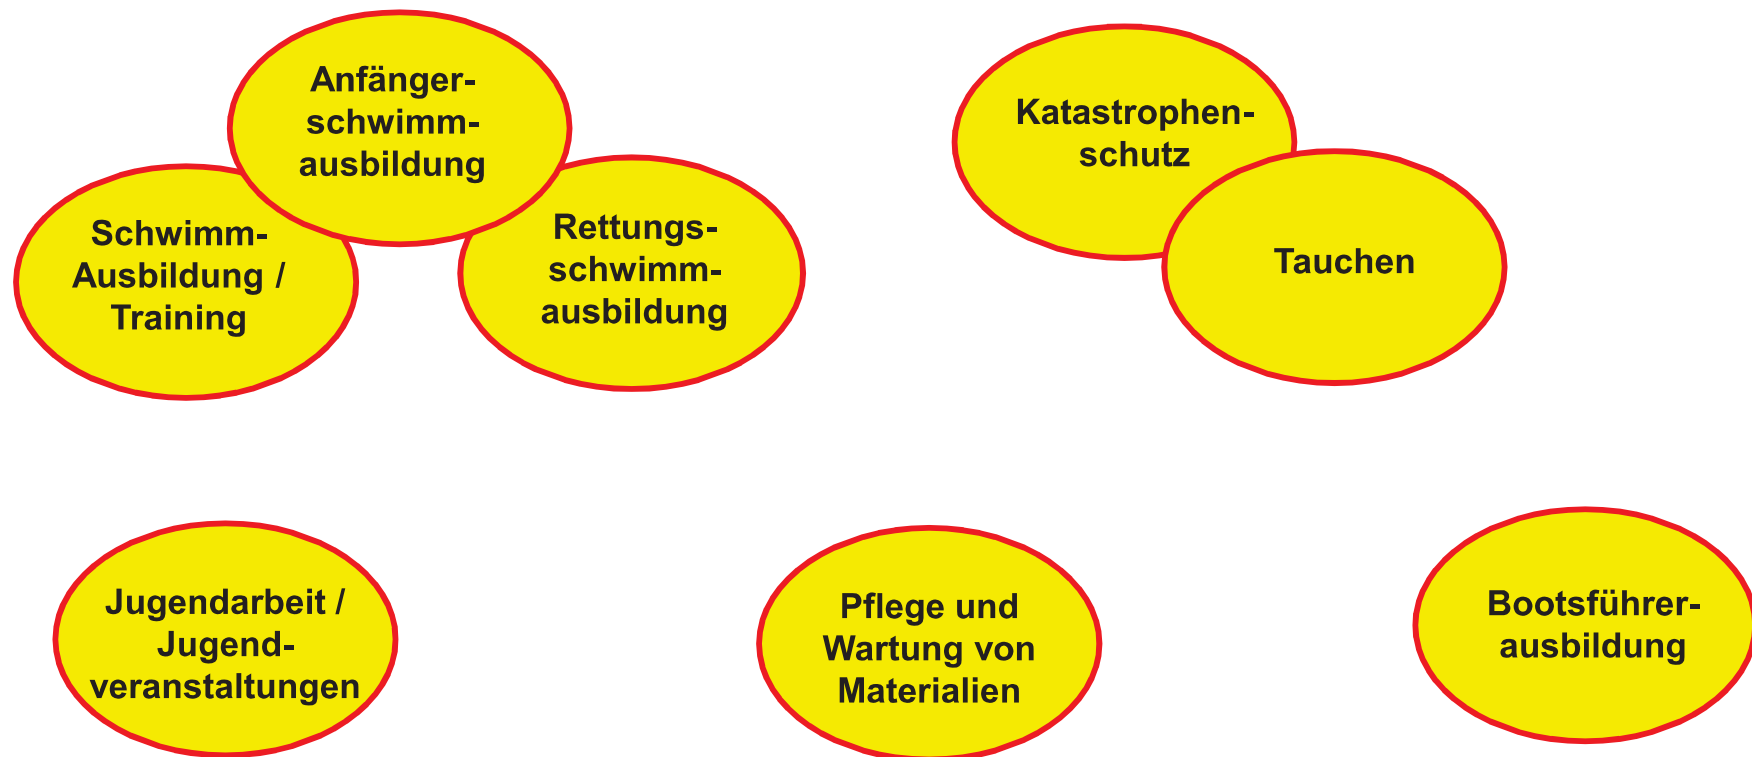 Anfänger-
schwimm-
ausbildung
Schwimm-
Ausbildung /
Training
Rettungs-
schwimm-
ausbildung
Katastrophen-
schutz
Tauchen
Jugendarbeit /
Jugend-
veranstaltungen
Pflege und
Wartung von
Materialien
Bootsführer-
ausbildung